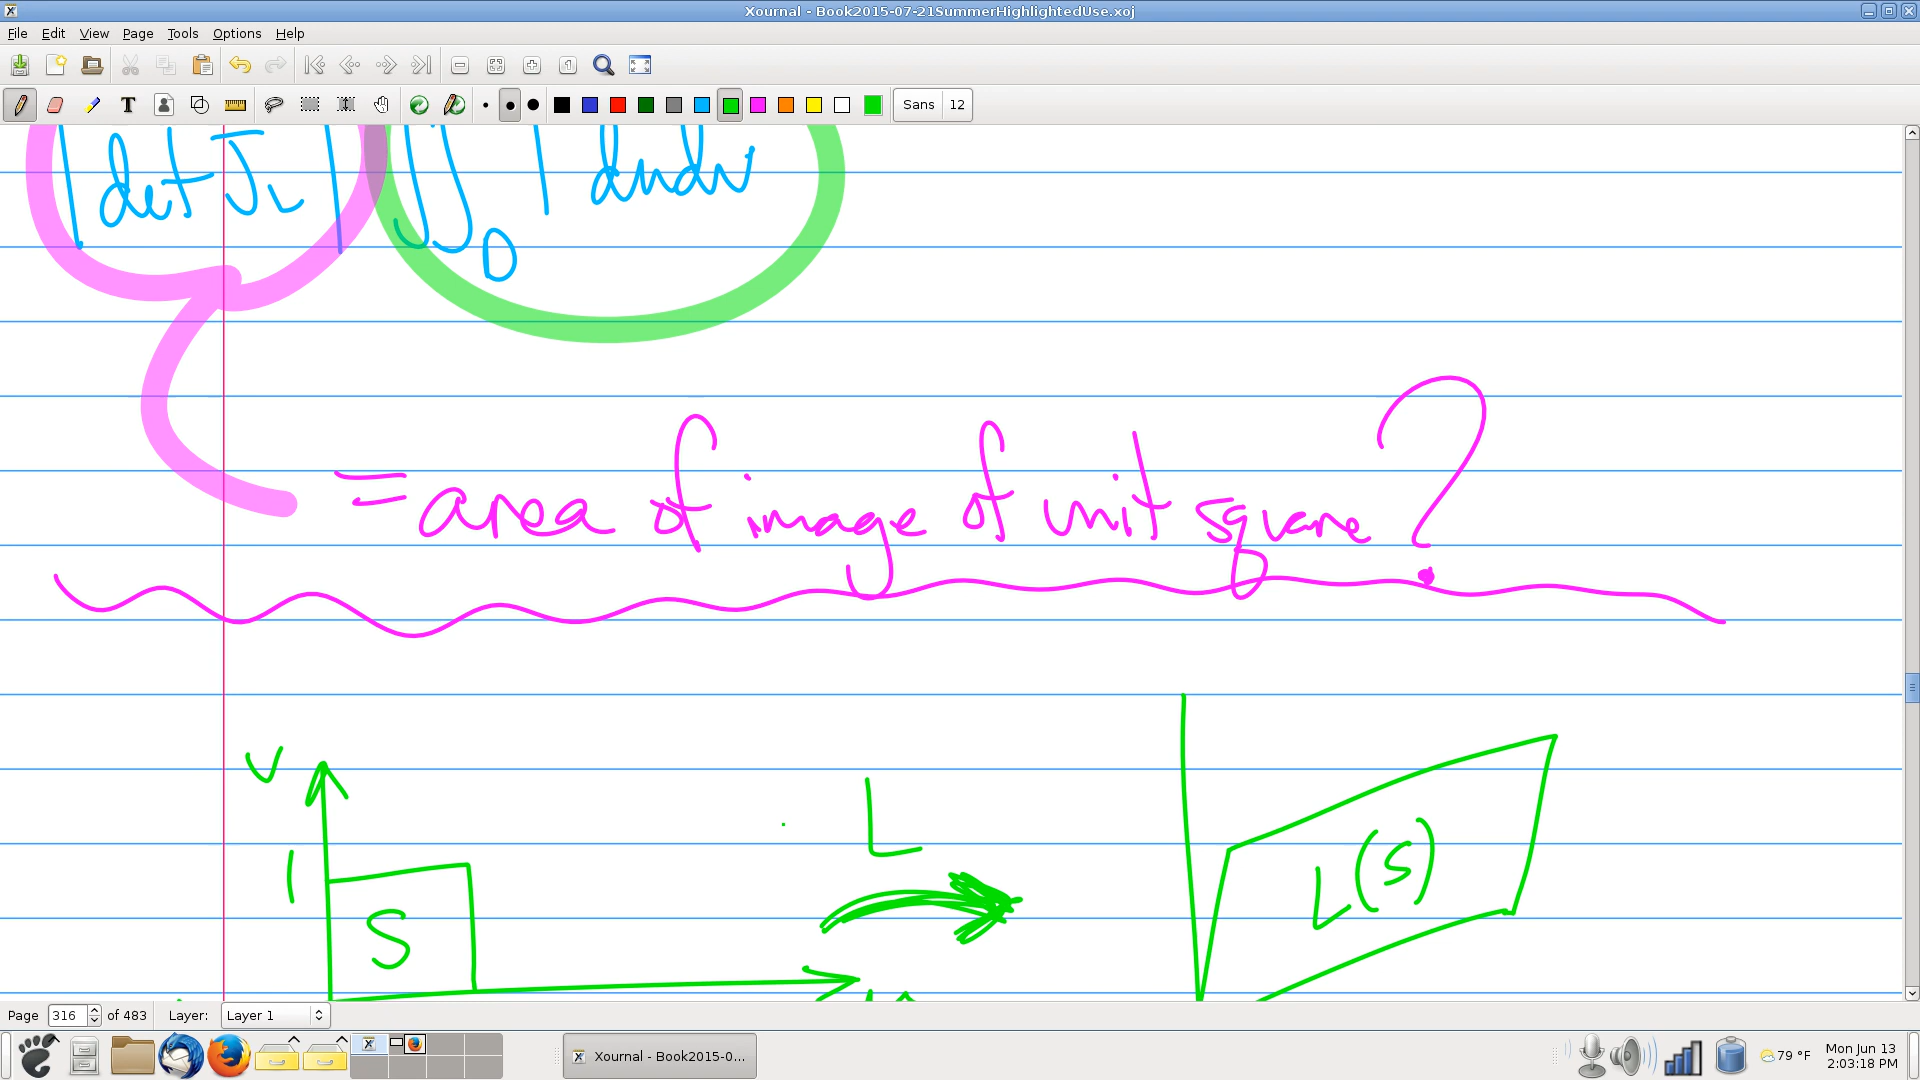 Xournal - Book2015-07-21SummerHighlightedUse.xoj
File Edit View Page Tools Options Help
Sans 12
|det J_L| ∬_D 1 dudv
= area of image of unit square?
v
L
1
S
L(S)
Page 316 of 483 Layer: Layer 1
Xournal - Book2015-0...
79 °F
Mon Jun 13
2:03:18 PM